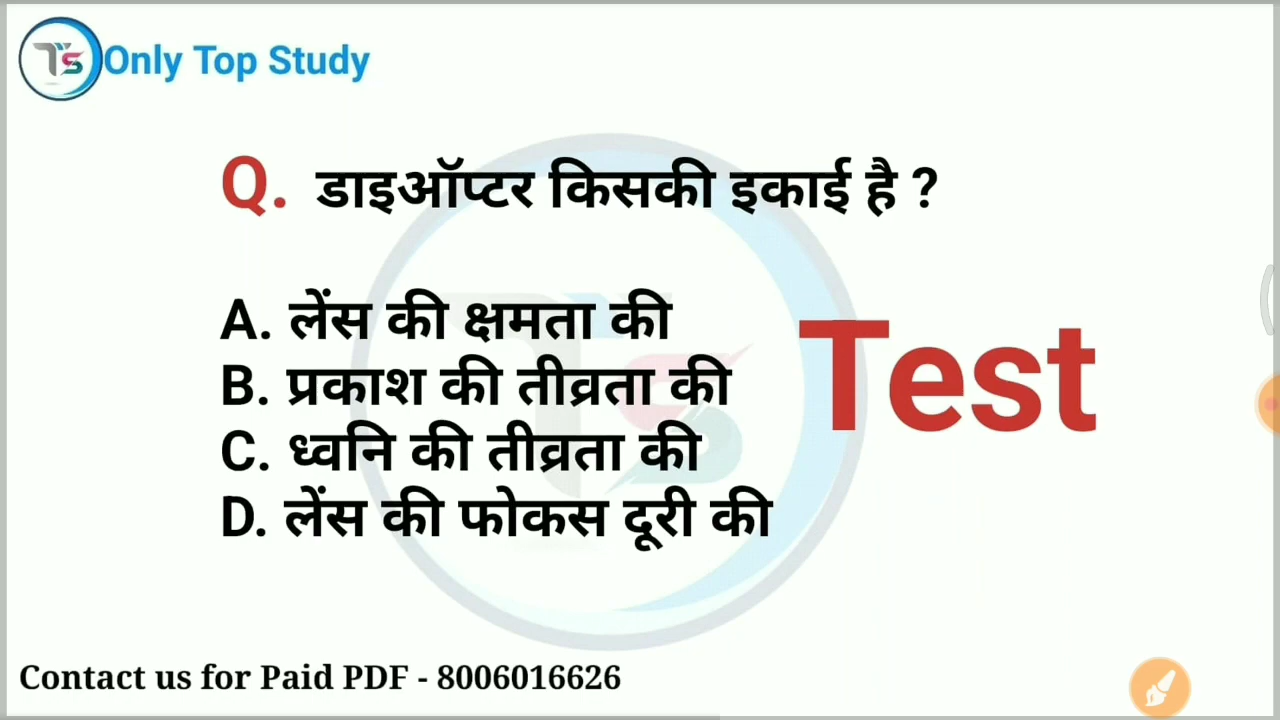 TS Only Top Study
Q. डाइऑप्टर किसकी इकाई है ?
A. लेंस की क्षमता की
B. प्रकाश की तीव्रता की
C. ध्वनि की तीव्रता की
D. लेंस की फोकस दूरी की
Test
Contact us for Paid PDF - 8006016626